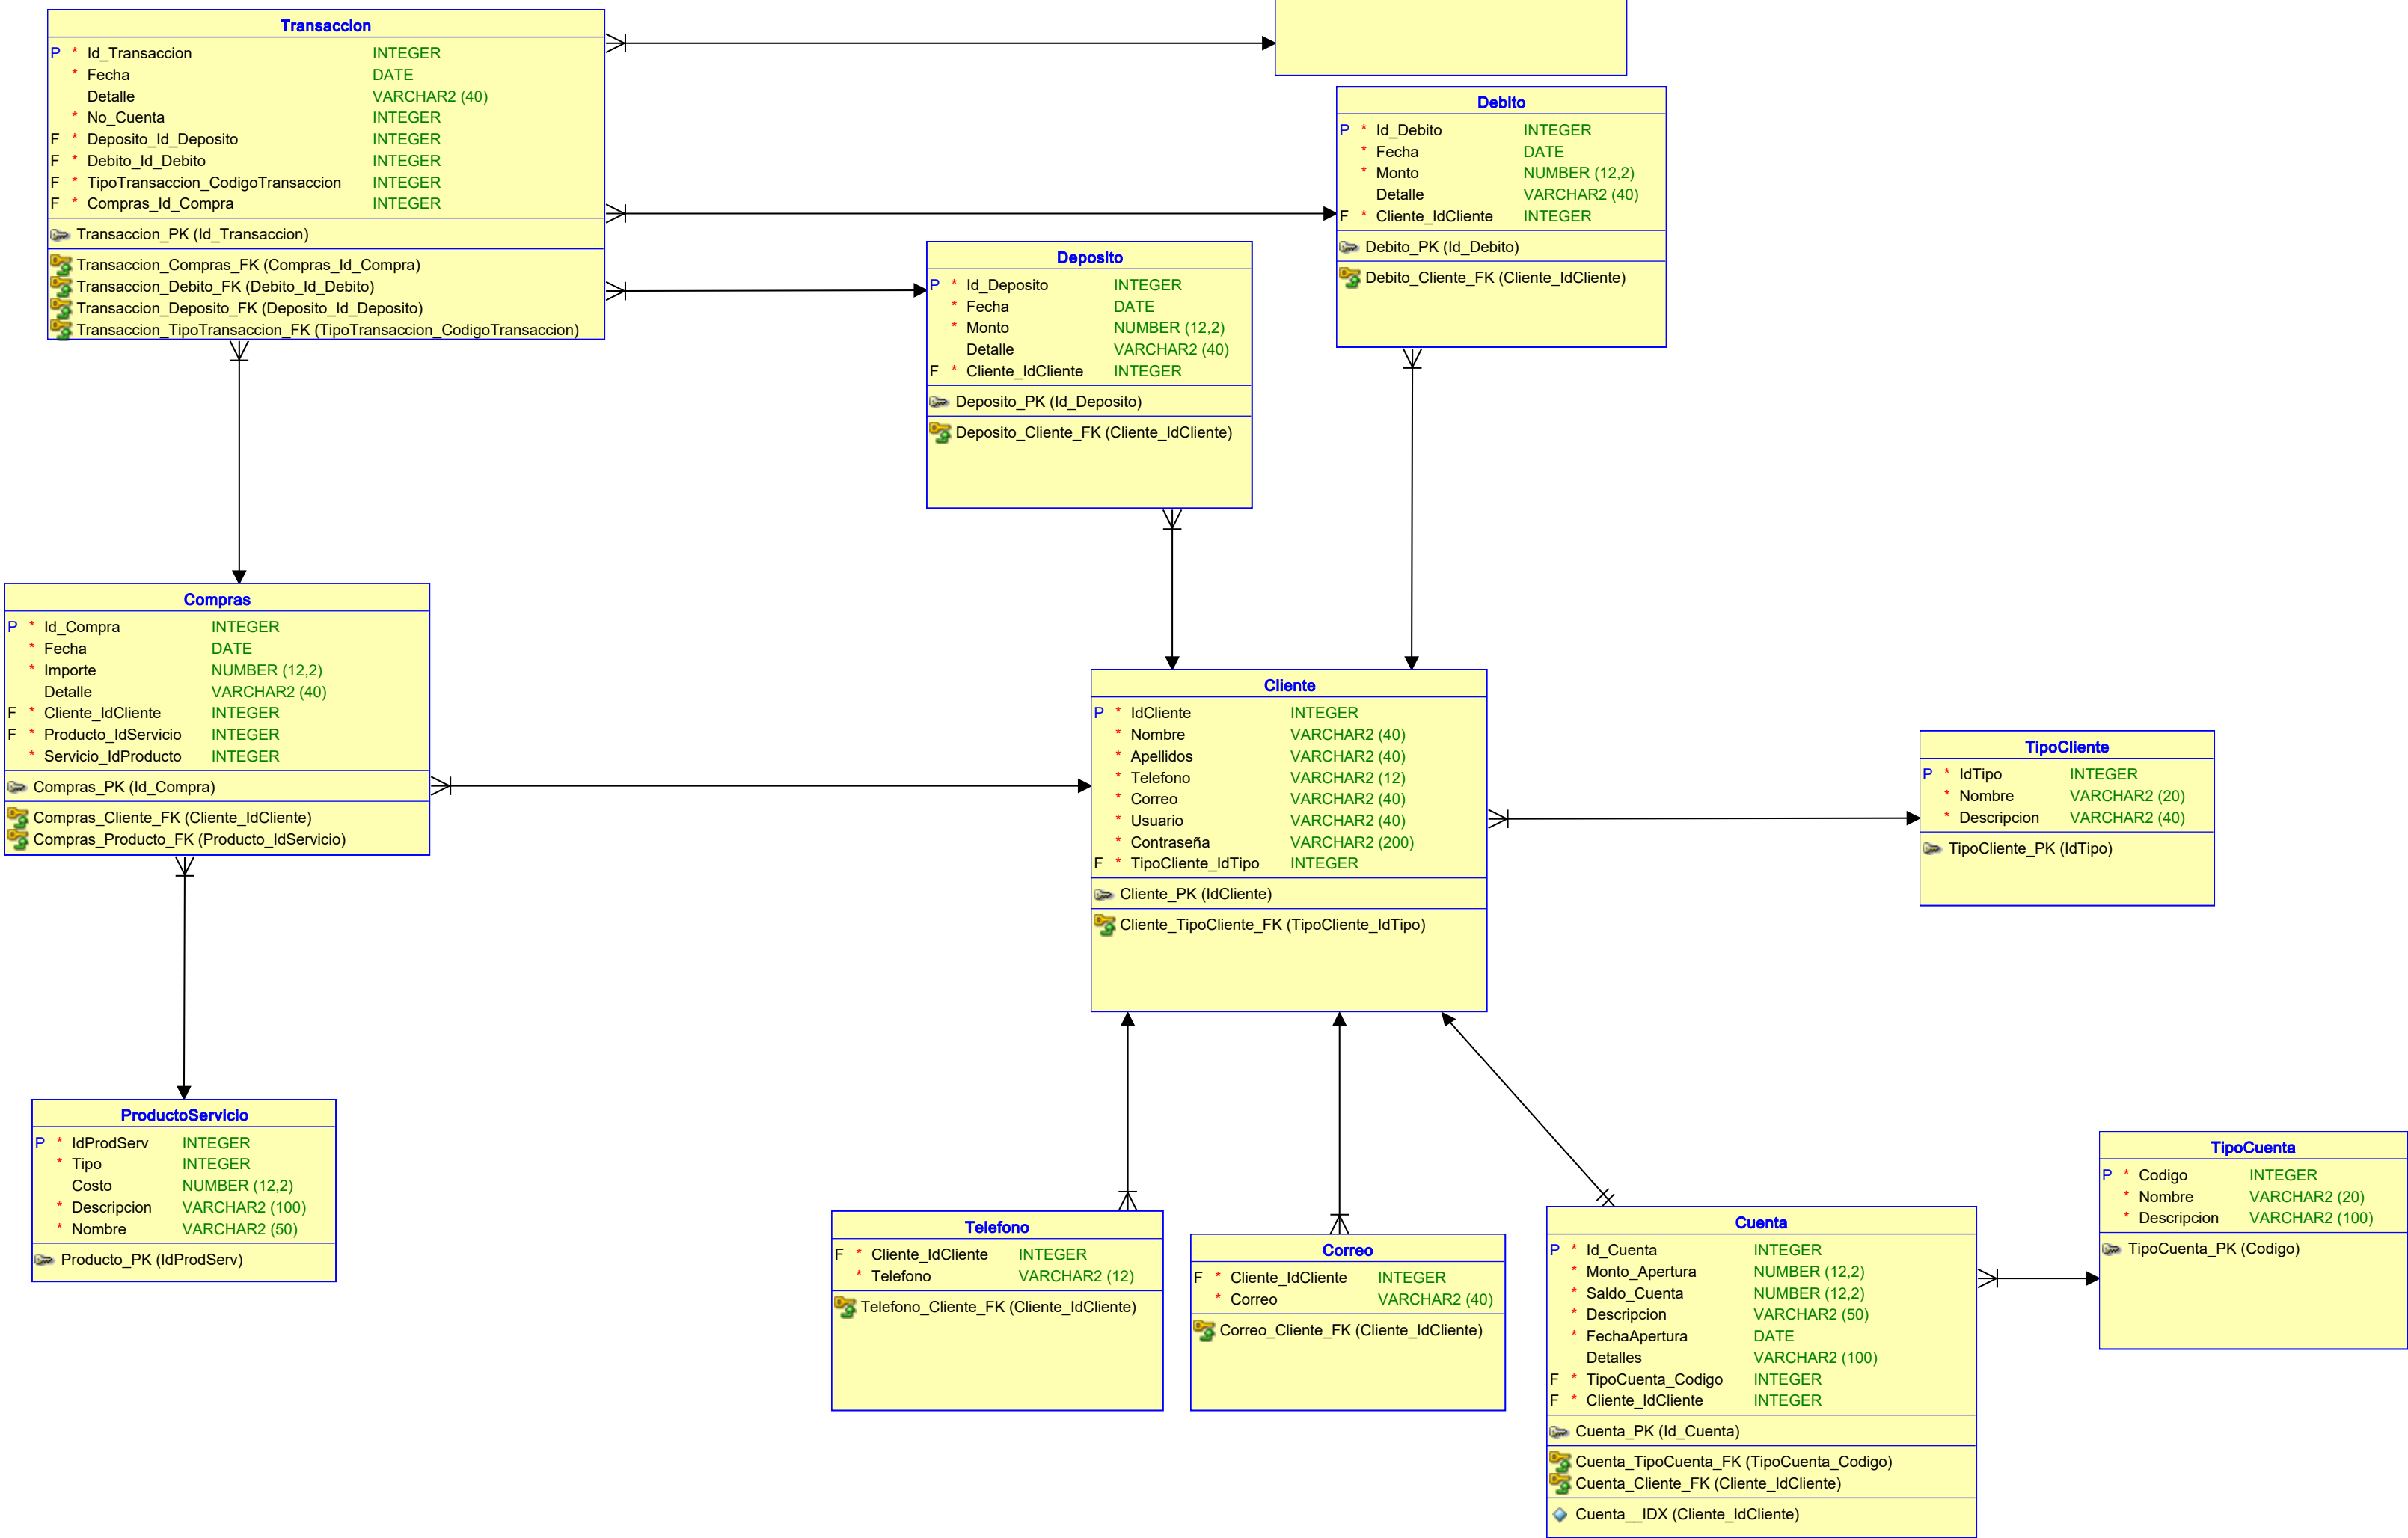 Transaccion
P * Id_Transaccion INTEGER
* Fecha DATE
Detalle VARCHAR2 (40)
* No_Cuenta INTEGER
F * Deposito_Id_Deposito INTEGER
F * Debito_Id_Debito INTEGER
F * TipoTransaccion_CodigoTransaccion INTEGER
F * Compras_Id_Compra INTEGER
Transaccion_PK (Id_Transaccion)
Transaccion_Compras_FK (Compras_Id_Compra)
Transaccion_Debito_FK (Debito_Id_Debito)
Transaccion_Deposito_FK (Deposito_Id_Deposito)
Transaccion_TipoTransaccion_FK (TipoTransaccion_CodigoTransaccion)
Debito
P * Id_Debito INTEGER
* Fecha DATE
* Monto NUMBER (12,2)
Detalle VARCHAR2 (40)
F * Cliente_IdCliente INTEGER
Debito_PK (Id_Debito)
Debito_Cliente_FK (Cliente_IdCliente)
Deposito
P * Id_Deposito INTEGER
* Fecha DATE
* Monto NUMBER (12,2)
Detalle VARCHAR2 (40)
F * Cliente_IdCliente INTEGER
Deposito_PK (Id_Deposito)
Deposito_Cliente_FK (Cliente_IdCliente)
Compras
P * Id_Compra INTEGER
* Fecha DATE
* Importe NUMBER (12,2)
Detalle VARCHAR2 (40)
F * Cliente_IdCliente INTEGER
F * Producto_IdServicio INTEGER
* Servicio_IdProducto INTEGER
Compras_PK (Id_Compra)
Compras_Cliente_FK (Cliente_IdCliente)
Compras_Producto_FK (Producto_IdServicio)
Cliente
P * IdCliente INTEGER
* Nombre VARCHAR2 (40)
* Apellidos VARCHAR2 (40)
* Telefono VARCHAR2 (12)
* Correo VARCHAR2 (40)
* Usuario VARCHAR2 (40)
* Contraseña VARCHAR2 (200)
F * TipoCliente_IdTipo INTEGER
Cliente_PK (IdCliente)
Cliente_TipoCliente_FK (TipoCliente_IdTipo)
TipoCliente
P * IdTipo INTEGER
* Nombre VARCHAR2 (20)
* Descripcion VARCHAR2 (40)
TipoCliente_PK (IdTipo)
ProductoServicio
P * IdProdServ INTEGER
* Tipo INTEGER
Costo NUMBER (12,2)
* Descripcion VARCHAR2 (100)
* Nombre VARCHAR2 (50)
Producto_PK (IdProdServ)
Telefono
F * Cliente_IdCliente INTEGER
* Telefono VARCHAR2 (12)
Telefono_Cliente_FK (Cliente_IdCliente)
Correo
F * Cliente_IdCliente INTEGER
* Correo VARCHAR2 (40)
Correo_Cliente_FK (Cliente_IdCliente)
Cuenta
P * Id_Cuenta INTEGER
* Monto_Apertura NUMBER (12,2)
* Saldo_Cuenta NUMBER (12,2)
* Descripcion VARCHAR2 (50)
* FechaApertura DATE
Detalles VARCHAR2 (100)
F * TipoCuenta_Codigo INTEGER
F * Cliente_IdCliente INTEGER
Cuenta_PK (Id_Cuenta)
Cuenta_TipoCuenta_FK (TipoCuenta_Codigo)
Cuenta_Cliente_FK (Cliente_IdCliente)
Cuenta__IDX (Cliente_IdCliente)
TipoCuenta
P * Codigo INTEGER
* Nombre VARCHAR2 (20)
* Descripcion VARCHAR2 (100)
TipoCuenta_PK (Codigo)